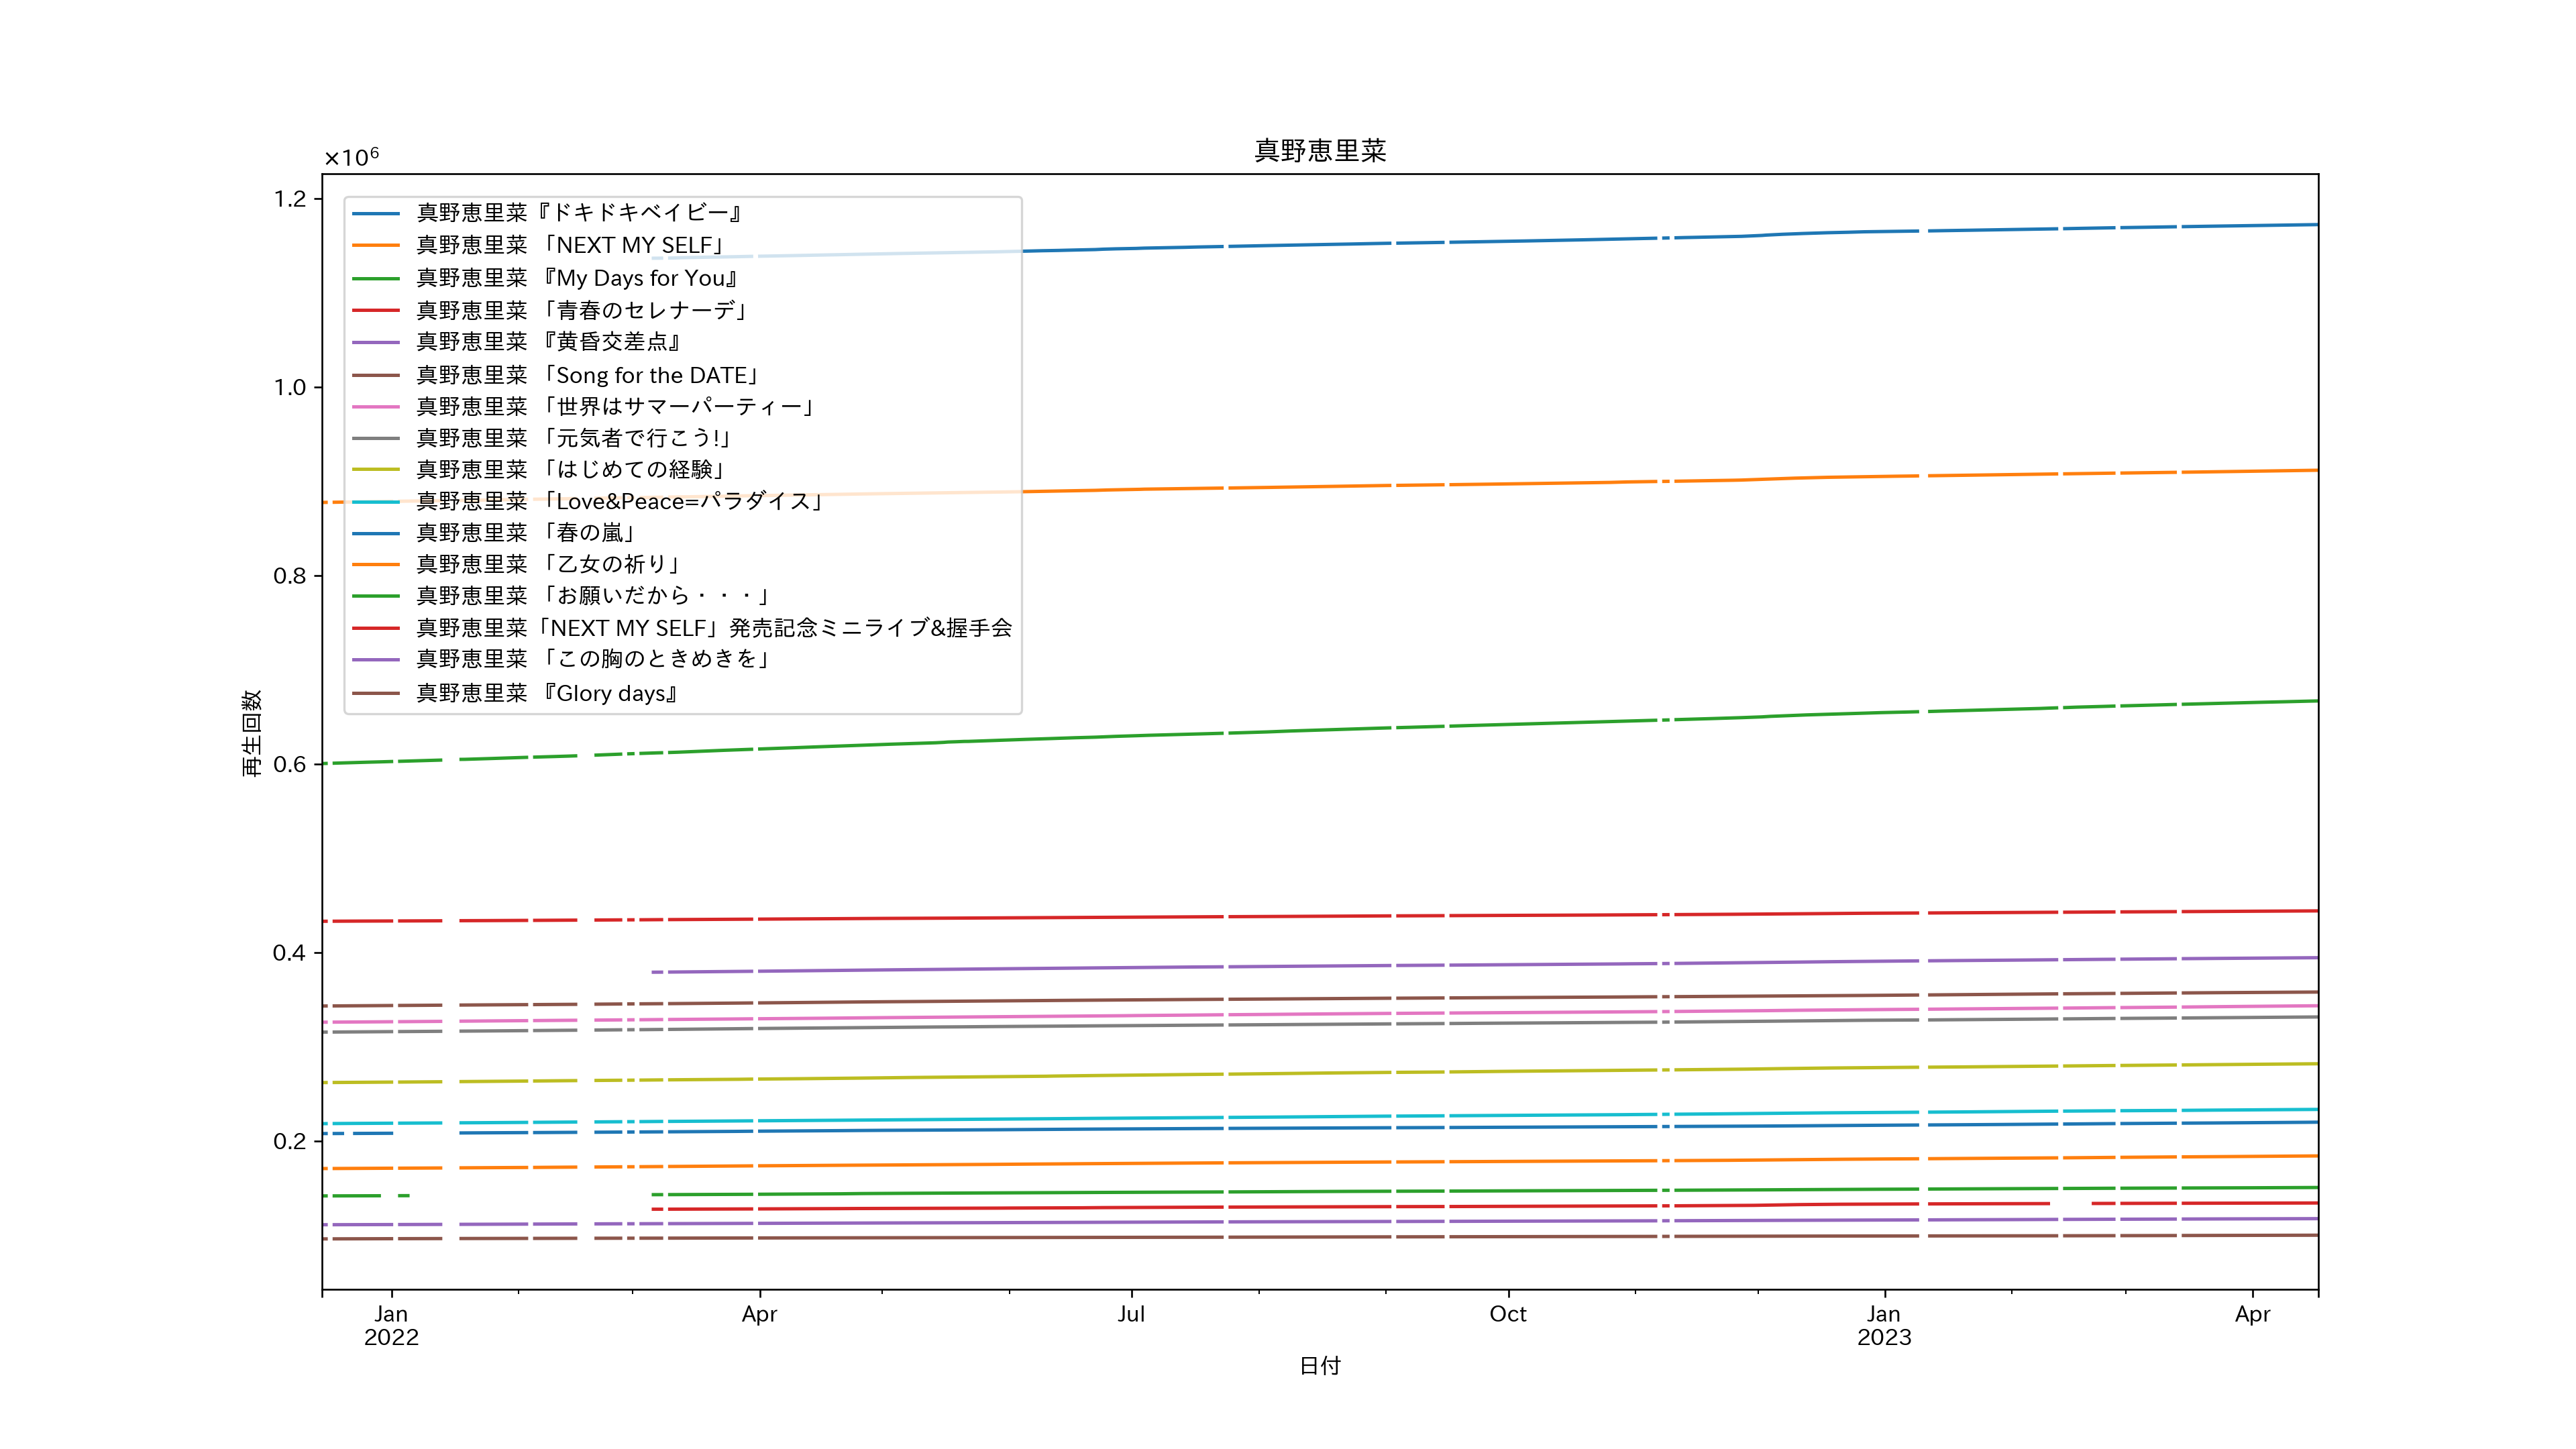 真野恵里菜
×10⁶
1.2
1.0
0.8
0.6
0.4
0.2
再生回数
真野恵里菜『ドキドキベイビー』
真野恵里菜 「NEXT MY SELF」
真野恵里菜 『My Days for You』
真野恵里菜 「青春のセレナーデ」
真野恵里菜 『黄昏交差点』
真野恵里菜 「Song for the DATE」
真野恵里菜 「世界はサマーパーティー」
真野恵里菜 「元気者で行こう!」
真野恵里菜 「はじめての経験」
真野恵里菜 「Love&Peace=パラダイス」
真野恵里菜 「春の嵐」
真野恵里菜 「乙女の祈り」
真野恵里菜 「お願いだから・・・」
真野恵里菜「NEXT MY SELF」発売記念ミニライブ&握手会
真野恵里菜 「この胸のときめきを」
真野恵里菜 『Glory days』
Jan Apr Jul Oct Jan Apr
2022 2023
日付